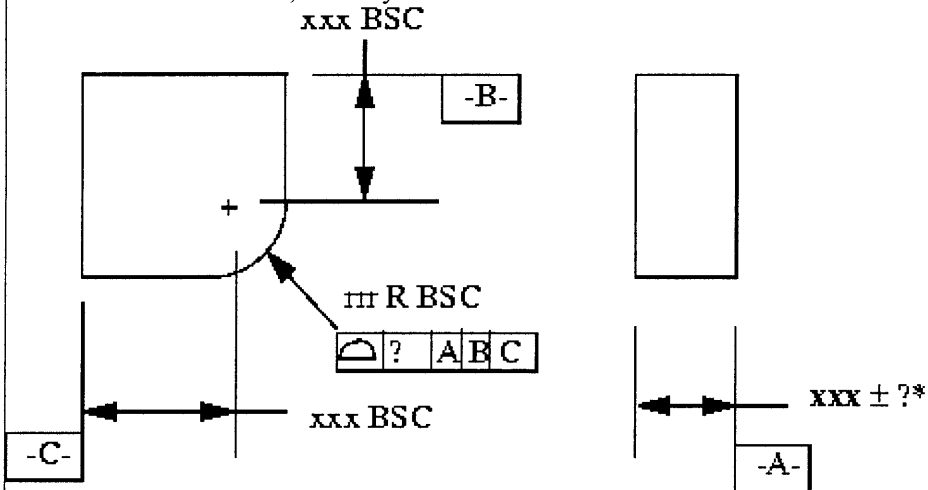 xxx BSC
-B-
rrr R BSC
? A B C
xxx BSC
xxx ± ?*
-C-
-A-